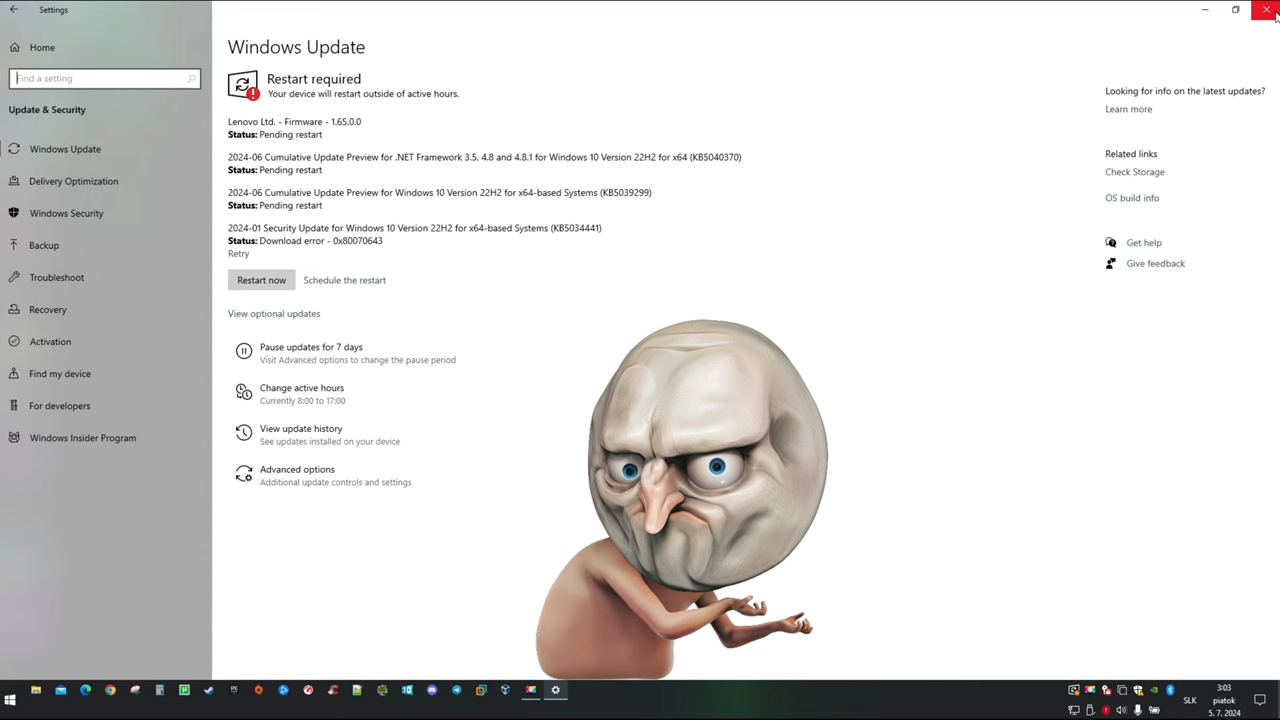 Settings
Home
Find a setting
Update & Security
Windows Update
Delivery Optimization
Windows Security
Backup
Troubleshoot
Recovery
Activation
Find my device
For developers
Windows Insider Program
Windows Update
Restart required
Your device will restart outside of active hours.
Lenovo Ltd. - Firmware - 1.65.0.0
Status: Pending restart
2024-06 Cumulative Update Preview for .NET Framework 3.5, 4.8 and 4.8.1 for Windows 10 Version 22H2 for x64 (KB5040370)
Status: Pending restart
2024-06 Cumulative Update Preview for Windows 10 Version 22H2 for x64-based Systems (KB5039299)
Status: Pending restart
2024-01 Security Update for Windows 10 Version 22H2 for x64-based Systems (KB5034441)
Status: Download error - 0x80070643
Retry
Restart now
Schedule the restart
View optional updates
Pause updates for 7 days
Visit Advanced options to change the pause period
Change active hours
Currently 8:00 to 17:00
View update history
See updates installed on your device
Advanced options
Additional update controls and settings
Looking for info on the latest updates?
Learn more
Related links
Check Storage
OS build info
Get help
Give feedback
SLK
3:03
piatok
5. 7. 2024